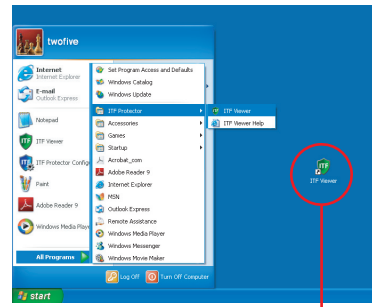 twofive
Internet
Internet Explorer
E-mail
Outlook Express
Notepad
ITF Viewer
ITF Protector Config
Paint
Adobe Reader 9
Windows Media Play
All Programs
Set Program Access and Defaults
Windows Catalog
Windows Update
ITF Protector
Accessories
Games
Startup
Acrobat_com
Adobe Reader 9
Internet Explorer
MSN
Outlook Express
Remote Assistance
Windows Media Player
Windows Messenger
Windows Movie Maker
ITF Viewer
ITF Viewer Help
ITF
ITF Viewer
Log Off
Turn Off Computer
start